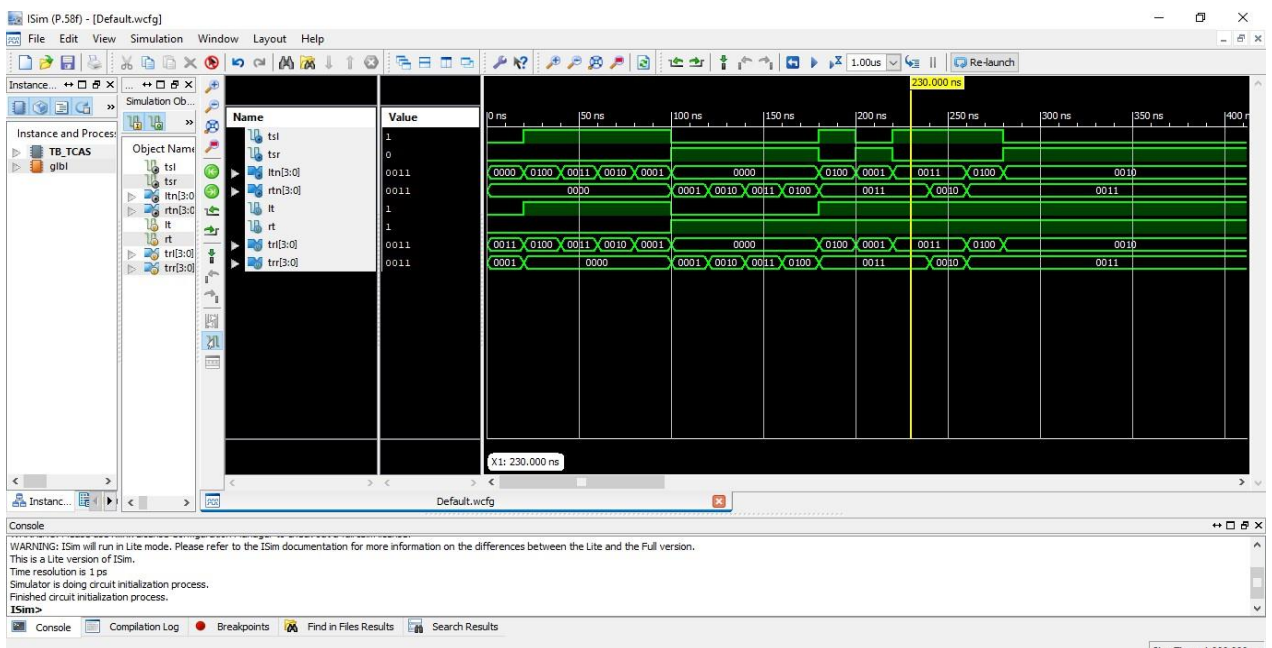 ISim (P.58f) - [Default.wcfg]
File Edit View Simulation Window Layout Help
1.00us Re-launch
Instance... ...
Simulation Ob...
Instance and Proces
TB_TCAS
glbl
Object Name
tsl
tsr
ltn[3:0
rtn[3:0
lt
rt
trl[3:0]
trr[3:0]
Name Value
tsl 1
tsr 0
ltn[3:0] 0011
rtn[3:0] 0011
lt 1
rt 1
trl[3:0] 0011
trr[3:0] 0011
230.000 ns
0 ns 50 ns 100 ns 150 ns 200 ns 250 ns 300 ns 350 ns 400 n
0000 0100 0011 0010 0001 0000 0100 0001 0011 0100 0010
0000 0001 0010 0011 0100 0011 0010 0011
0011 0100 0011 0010 0001 0000 0100 0001 0011 0100 0010
0001 0000 0001 0010 0011 0100 0011 0010 0011
X1: 230.000 ns
Instanc...
Default.wcfg
Console
WARNING: ISim will run in Lite mode. Please refer to the ISim documentation for more information on the differences between the Lite and the Full version.
This is a Lite version of ISim.
Time resolution is 1 ps
Simulator is doing circuit initialization process.
Finished circuit initialization process.
ISim>
Console Compilation Log Breakpoints Find in Files Results Search Results